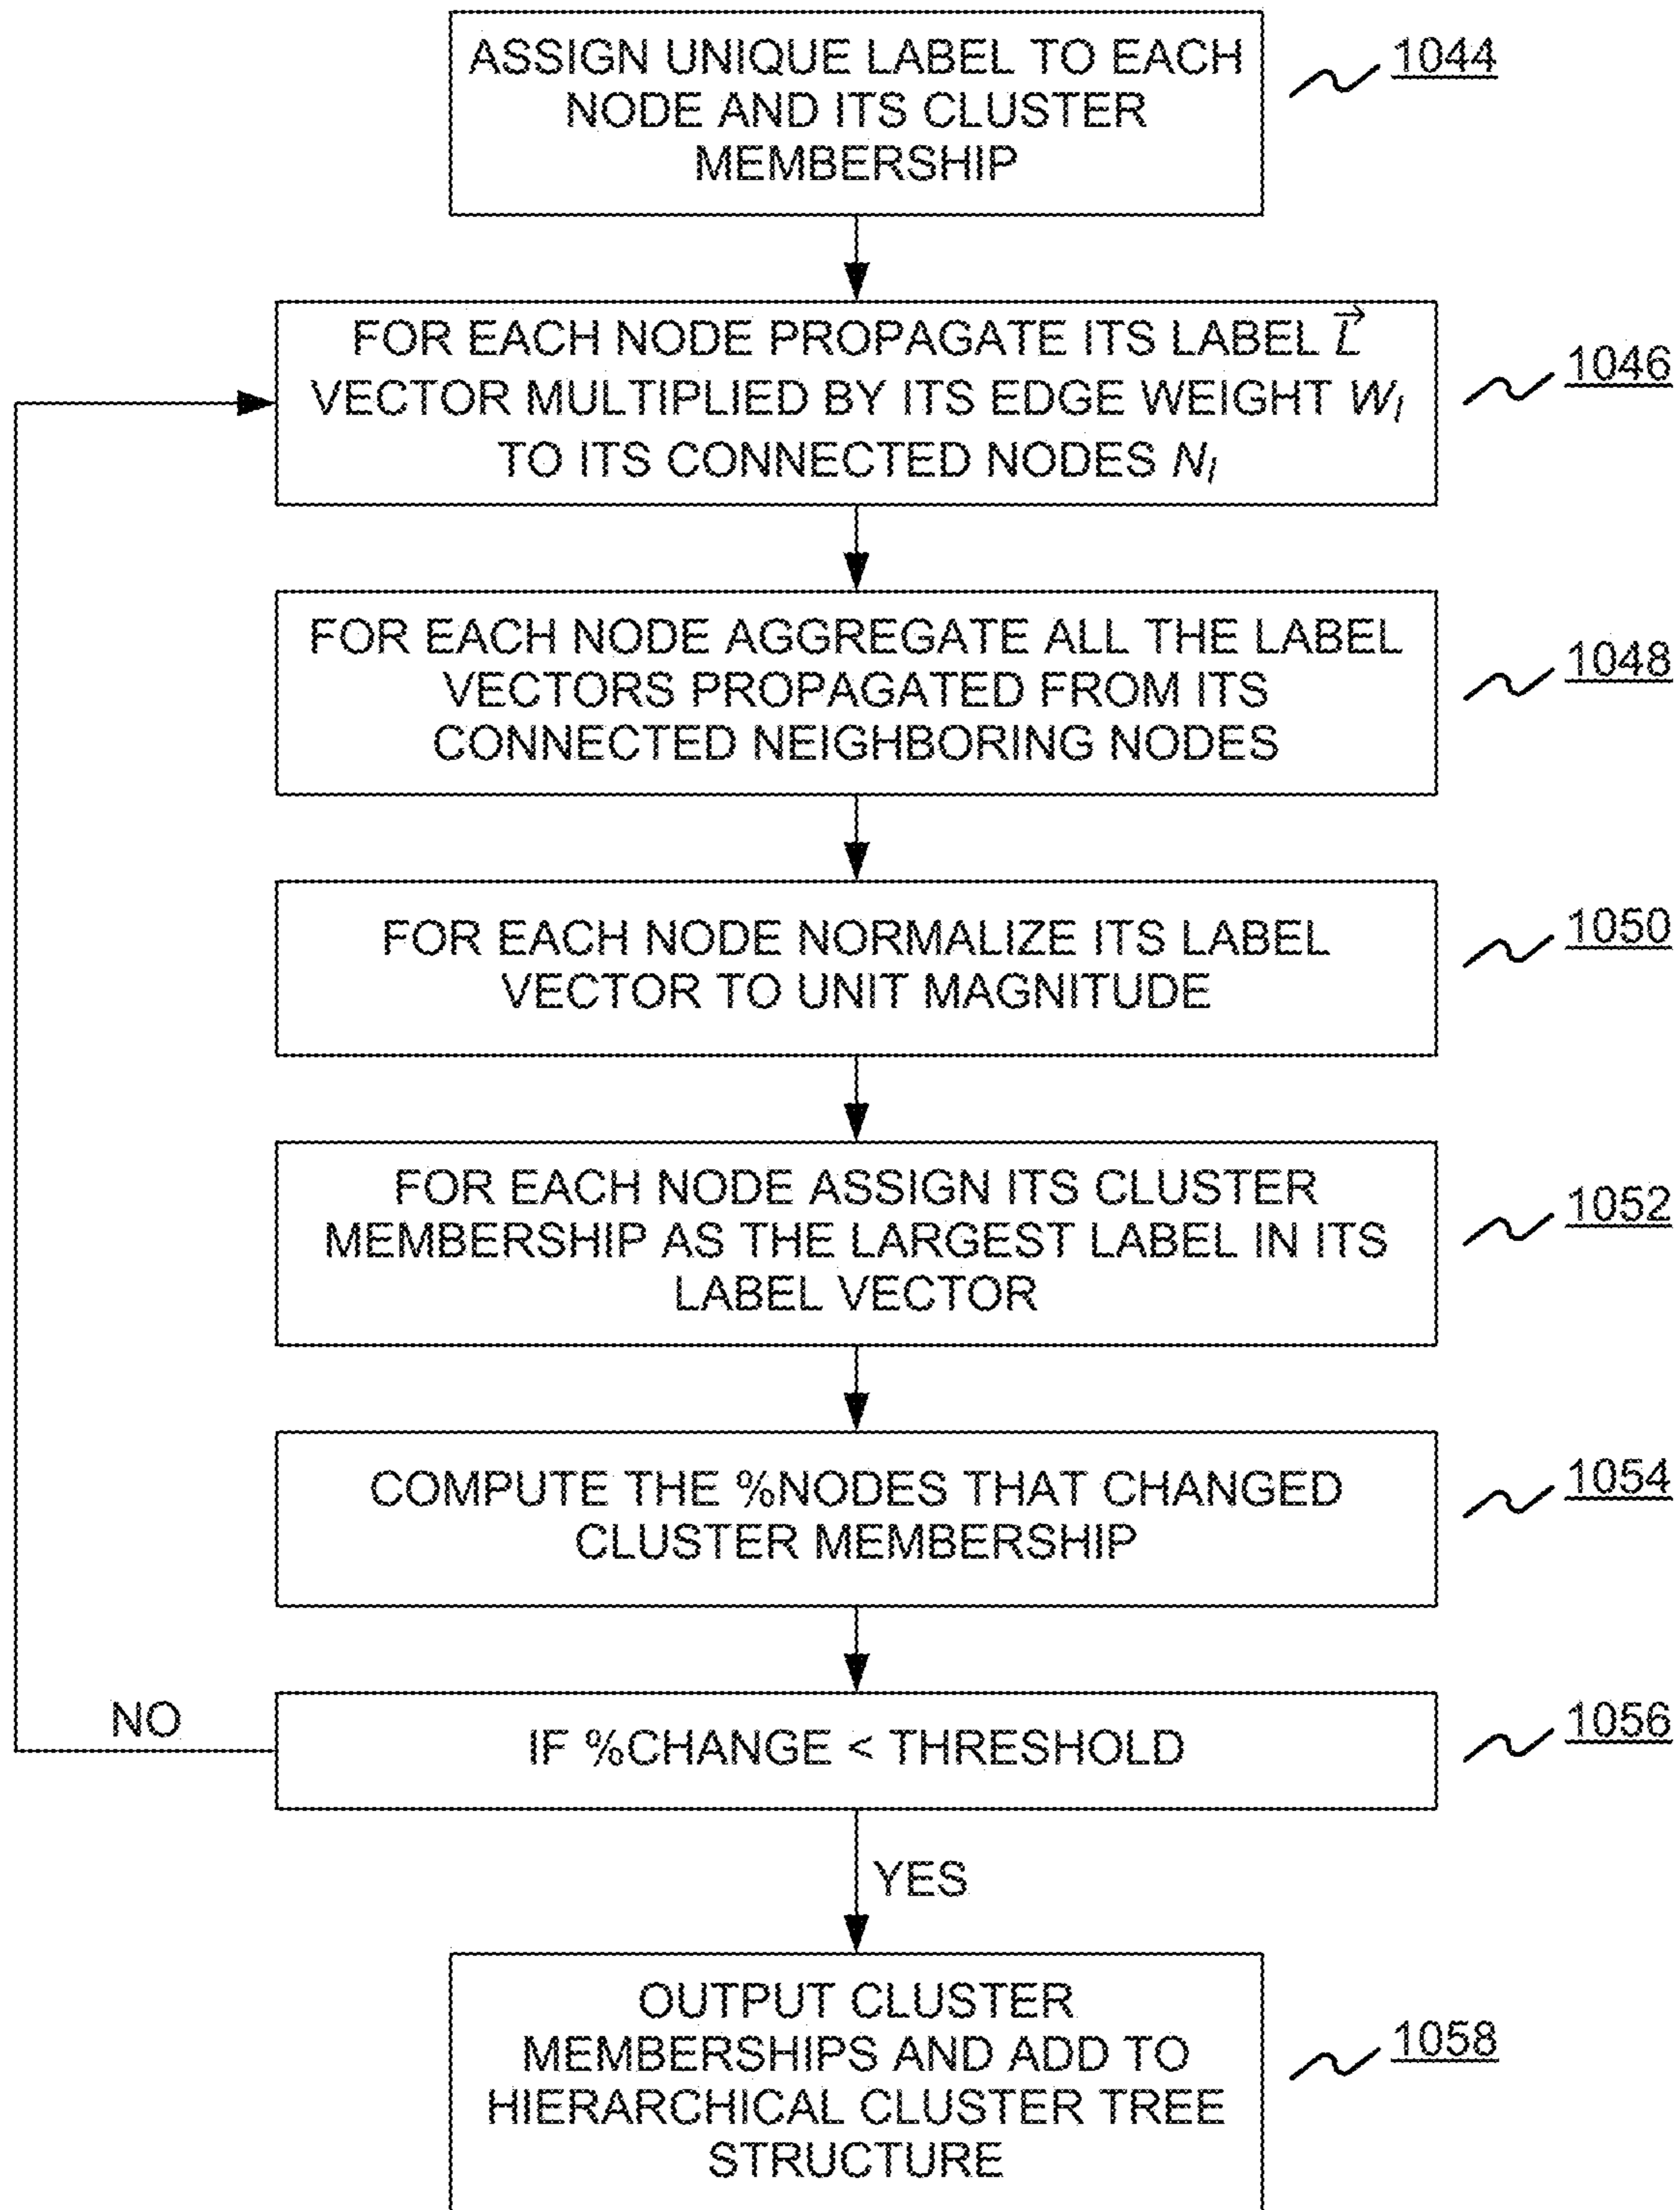 ASSIGN UNIQUE LABEL TO EACH
NODE AND ITS CLUSTER
MEMBERSHIP
1044
FOR EACH NODE PROPAGATE ITS LABEL L⃗
VECTOR MULTIPLIED BY ITS EDGE WEIGHT W_I
TO ITS CONNECTED NODES N_I
1046
FOR EACH NODE AGGREGATE ALL THE LABEL
VECTORS PROPAGATED FROM ITS
CONNECTED NEIGHBORING NODES
1048
FOR EACH NODE NORMALIZE ITS LABEL
VECTOR TO UNIT MAGNITUDE
1050
FOR EACH NODE ASSIGN ITS CLUSTER
MEMBERSHIP AS THE LARGEST LABEL IN ITS
LABEL VECTOR
1052
COMPUTE THE %NODES THAT CHANGED
CLUSTER MEMBERSHIP
1054
NO
IF %CHANGE < THRESHOLD
1056
YES
OUTPUT CLUSTER
MEMBERSHIPS AND ADD TO
HIERARCHICAL CLUSTER TREE
STRUCTURE
1058